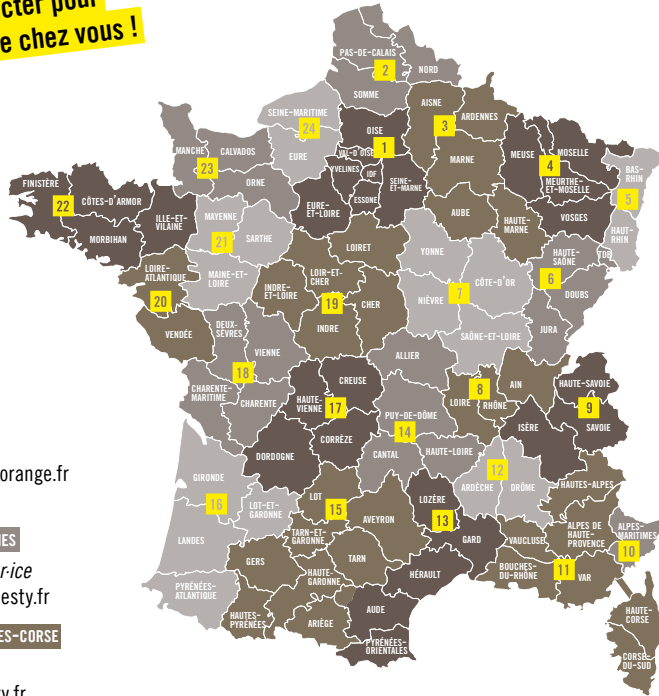 cter pour
e chez vous !
PAS-DE-CALAIS
2
NORD
SOMME
SEINE-MARITIME
24
EURE
OISE
1
VAL-D'OISE
YVELINES
IDF
ESSONE
SEINE-
ET-MARNE
AISNE
3
ARDENNES
MARNE
AUBE
HAUTE-
MARNE
MEUSE
4
MOSELLE
MEURTHE-
ET-MOSELLE
VOSGES
BAS-
RHIN
5
HAUT-
RHIN
TDB
MANCHE
23
CALVADOS
ORNE
EURE-
ET-LOIRE
FINISTÈRE
22
CÔTES-D'ARMOR
MORBIHAN
ILLE-ET-
VILAINE
MAYENNE
21
SARTHE
MAINE-ET-
LOIRE
LOIRE-
ATLANTIQUE
20
VENDÉE
LOIRET
LOIR-ET-
CHER
INDRE-
ET-LOIRE
19
CHER
INDRE
YONNE
CÔTE-D'OR
NIÈVRE
7
SAÔNE-ET-LOIRE
HAUTE-
SAÔNE
6
DOUBS
JURA
DEUX-
SÈVRES
VIENNE
18
CHARENTE-
MARITIME
CHARENTE
CREUSE
HAUTE-
VIENNE
17
CORRÈZE
DORDOGNE
ALLIER
PUY-DE-DÔME
14
CANTAL
HAUTE-LOIRE
8
LOIRE
RHÔNE
AIN
HAUTE-SAVOIE
9
SAVOIE
ISÈRE
12
ARDÈCHE
DRÔME
HAUTES-ALPES
ALPES DE
HAUTE-
PROVENCE
ALPES-
MARITIMES
10
VAUCLUSE
BOUCHES-
DU-RHÔNE
11
VAR
GIRONDE
16
LOT-ET-
GARONNE
LANDES
PYRÉNÉES-
ATLANTIQUE
LOT
15
AVEYRON
TARN-ET-
GARONNE
TARN
GERS
HAUTE-
GARONNE
HAUTES-
PYRÉNÉES
ARIÈGE
LOZÈRE
13
GARD
HÉRAULT
AUDE
PYRÉNÉES-
ORIENTALES
HAUTE-
CORSE
CORSE-
DU-SUD
orange.fr
ES
r·ice
esty.fr
ES-CORSE